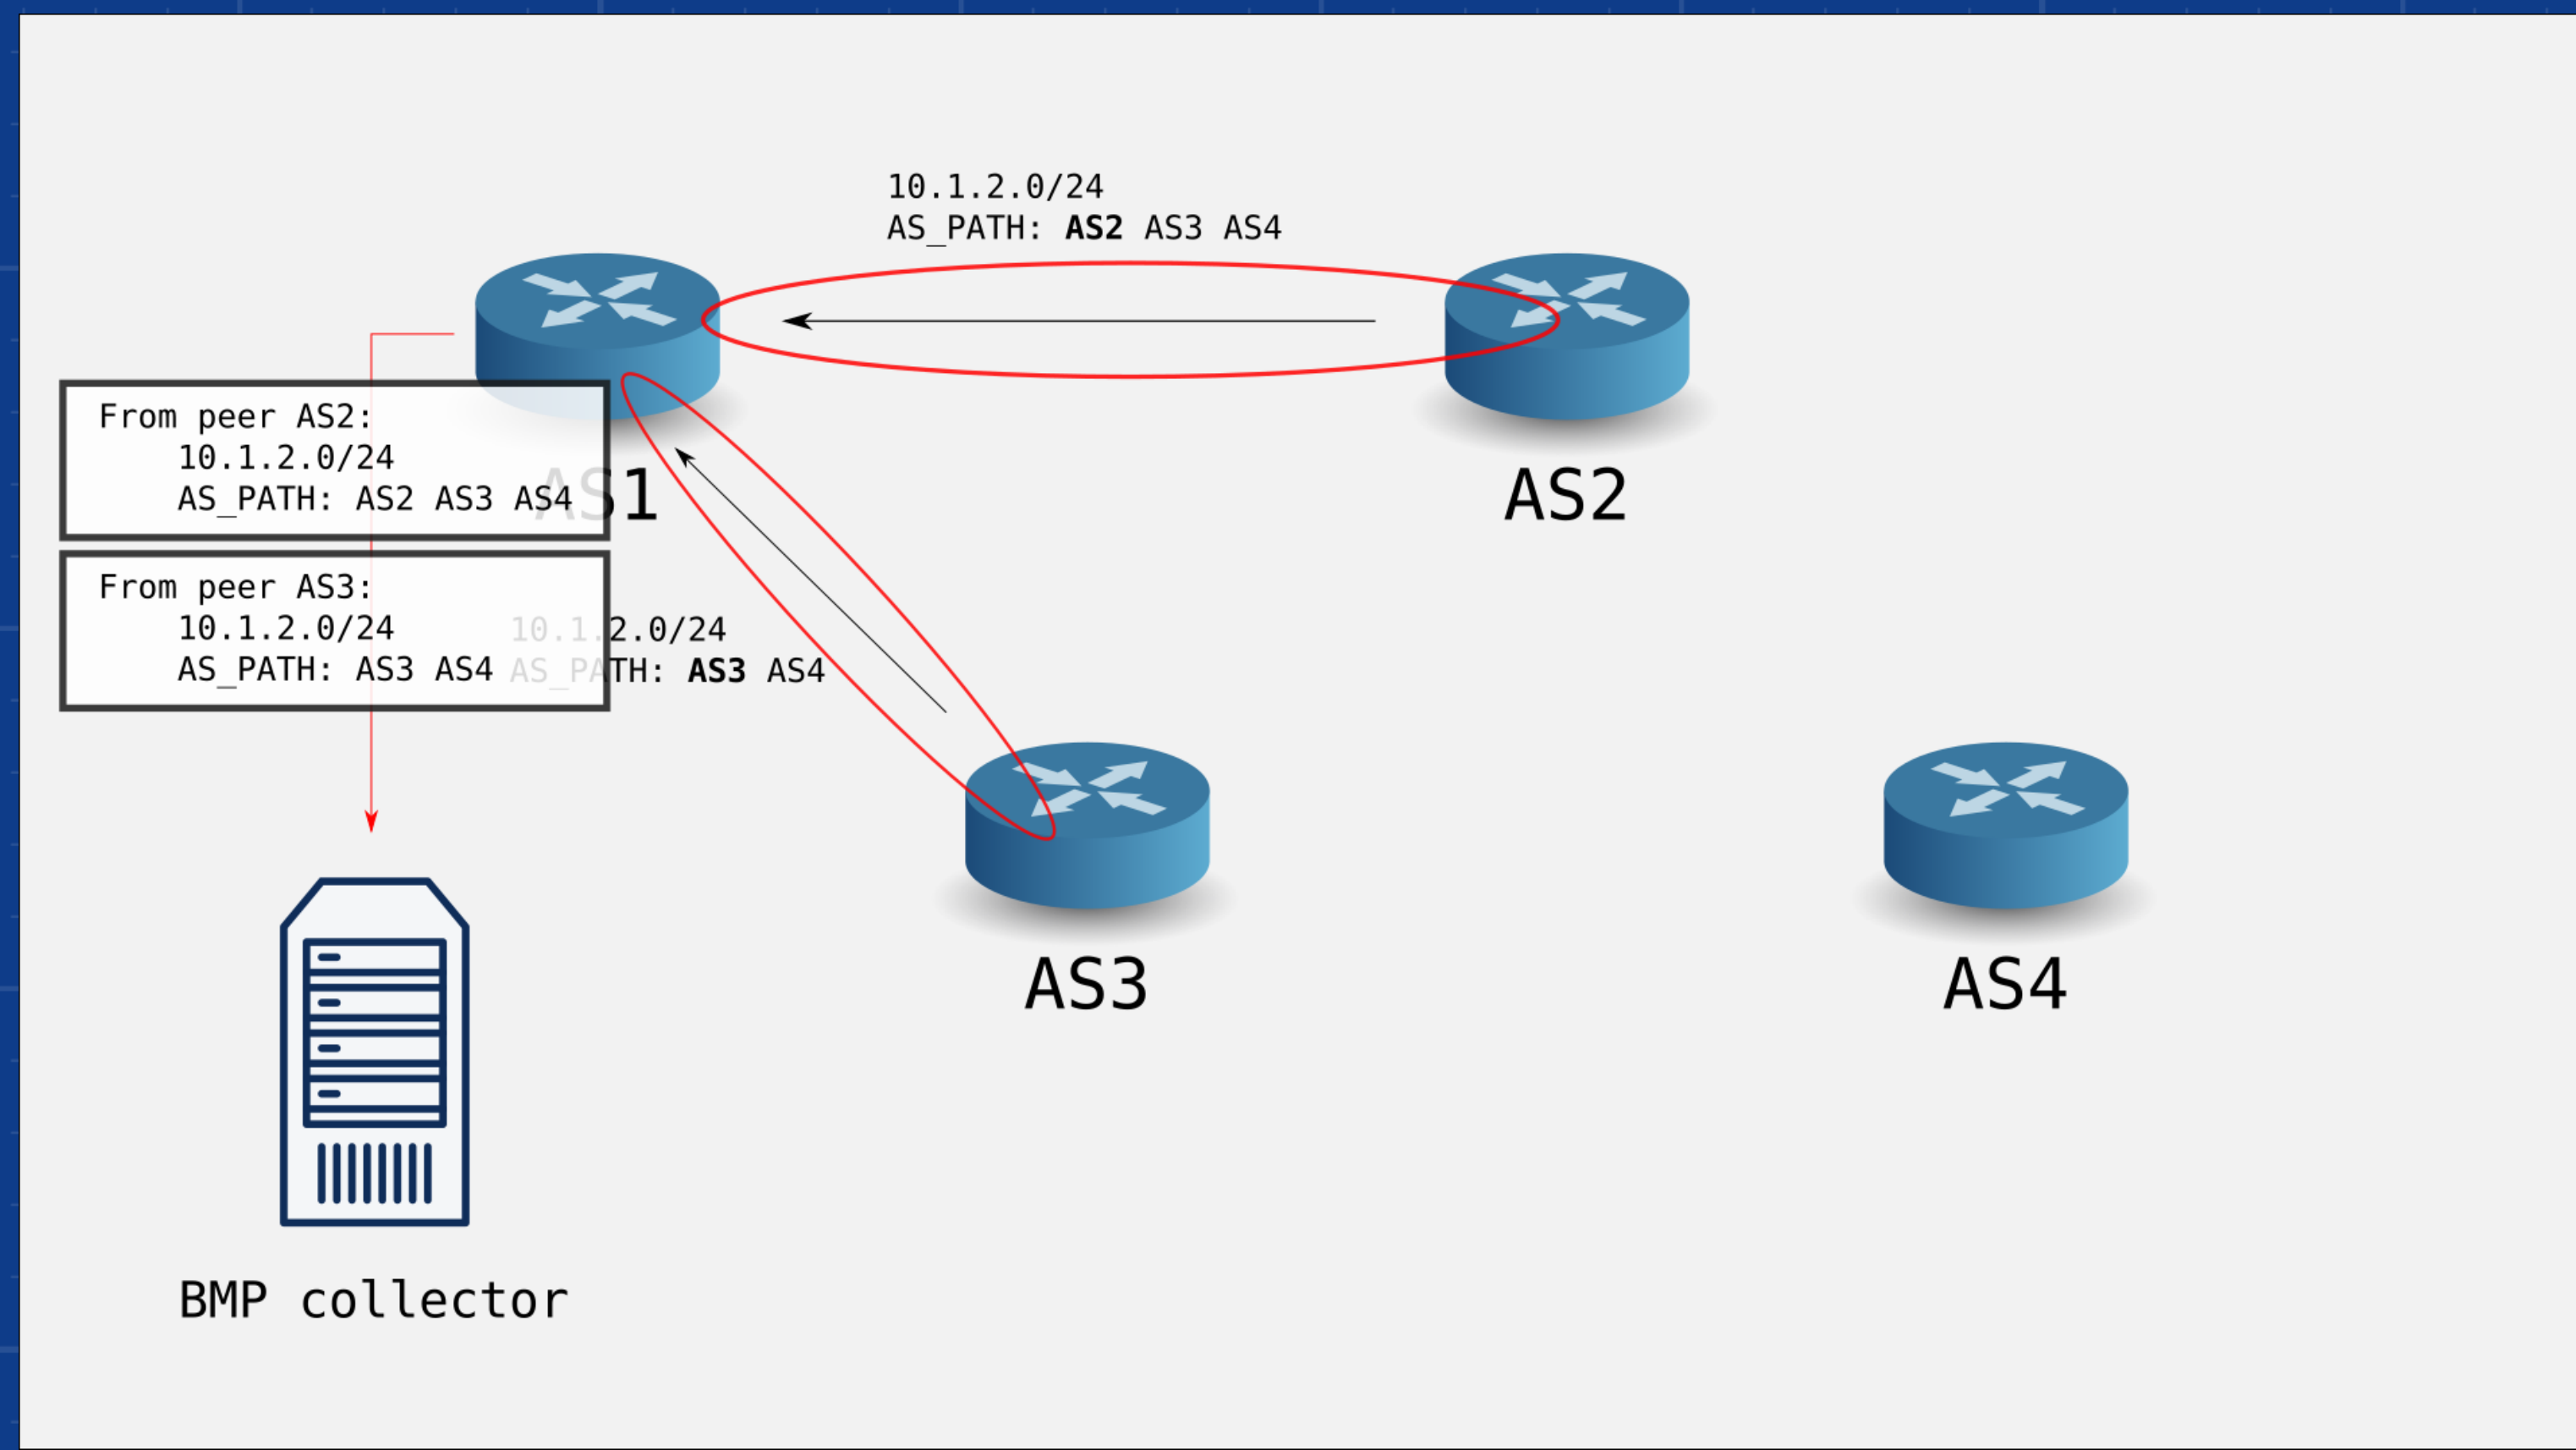 10.1.2.0/24
AS_PATH: AS2 AS3 AS4
From peer AS2:
10.1.2.0/24
AS_PATH: AS2 AS3 AS4
AS1
AS2
From peer AS3:
10.1.2.0/24
AS_PATH: AS3 AS4
10.1.2.0/24
AS_PATH: AS3 AS4
AS3
AS4
BMP collector